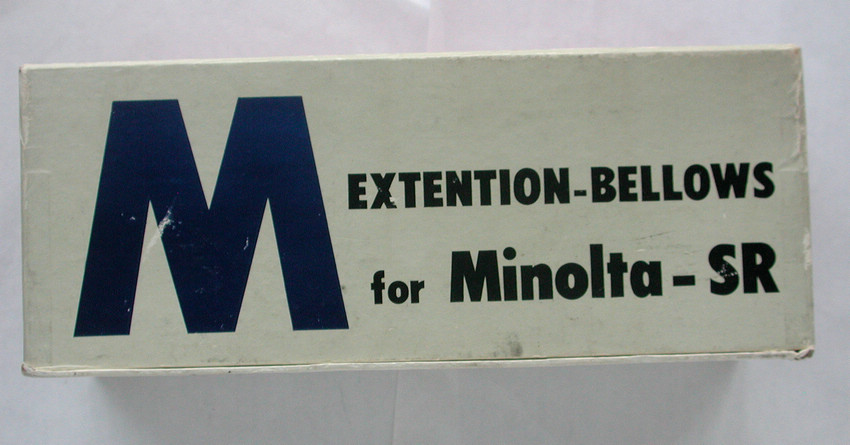 M
EXTENTION-BELLOWS
for Minolta-SR